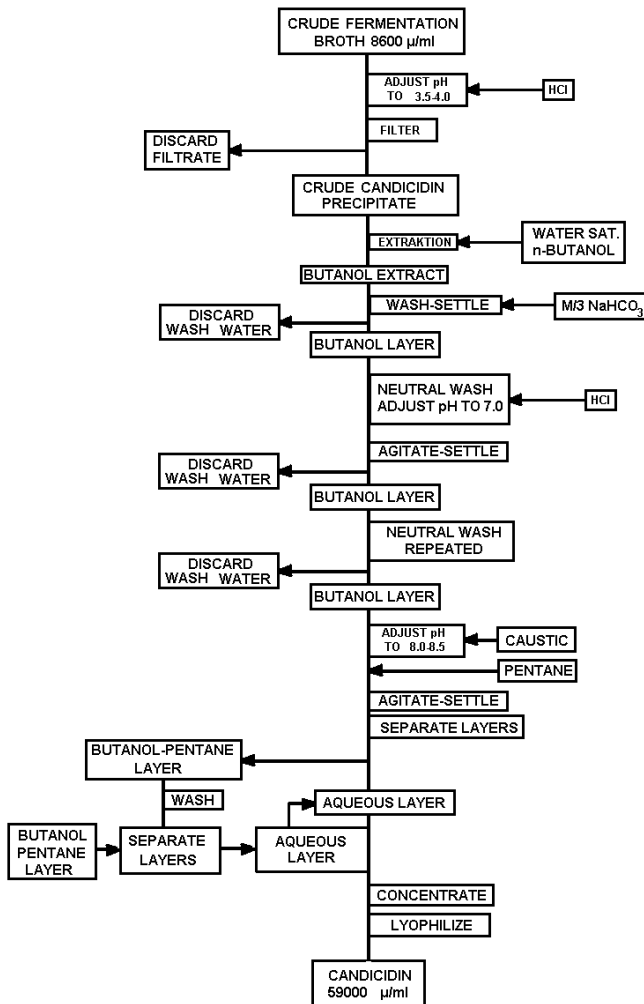 CRUDE FERMENTATION
BROTH 8600 µ/ml
ADJUST pH
TO 3.5-4.0
HCl
FILTER
DISCARD
FILTRATE
CRUDE CANDICIDIN
PRECIPITATE
EXTRAKTION
WATER SAT.
n-BUTANOL
BUTANOL EXTRACT
WASH-SETTLE
M/3 NaHCO3
DISCARD
WASH WATER
BUTANOL LAYER
NEUTRAL WASH
ADJUST pH TO 7.0
HCl
AGITATE-SETTLE
DISCARD
WASH WATER
BUTANOL LAYER
NEUTRAL WASH
REPEATED
DISCARD
WASH WATER
BUTANOL LAYER
ADJUST pH
TO 8.0-8.5
CAUSTIC
PENTANE
AGITATE-SETTLE
SEPARATE LAYERS
BUTANOL-PENTANE
LAYER
WASH
AQUEOUS LAYER
BUTANOL
PENTANE
LAYER
SEPARATE
LAYERS
AQUEOUS
LAYER
CONCENTRATE
LYOPHILIZE
CANDICIDIN
59000 µ/ml